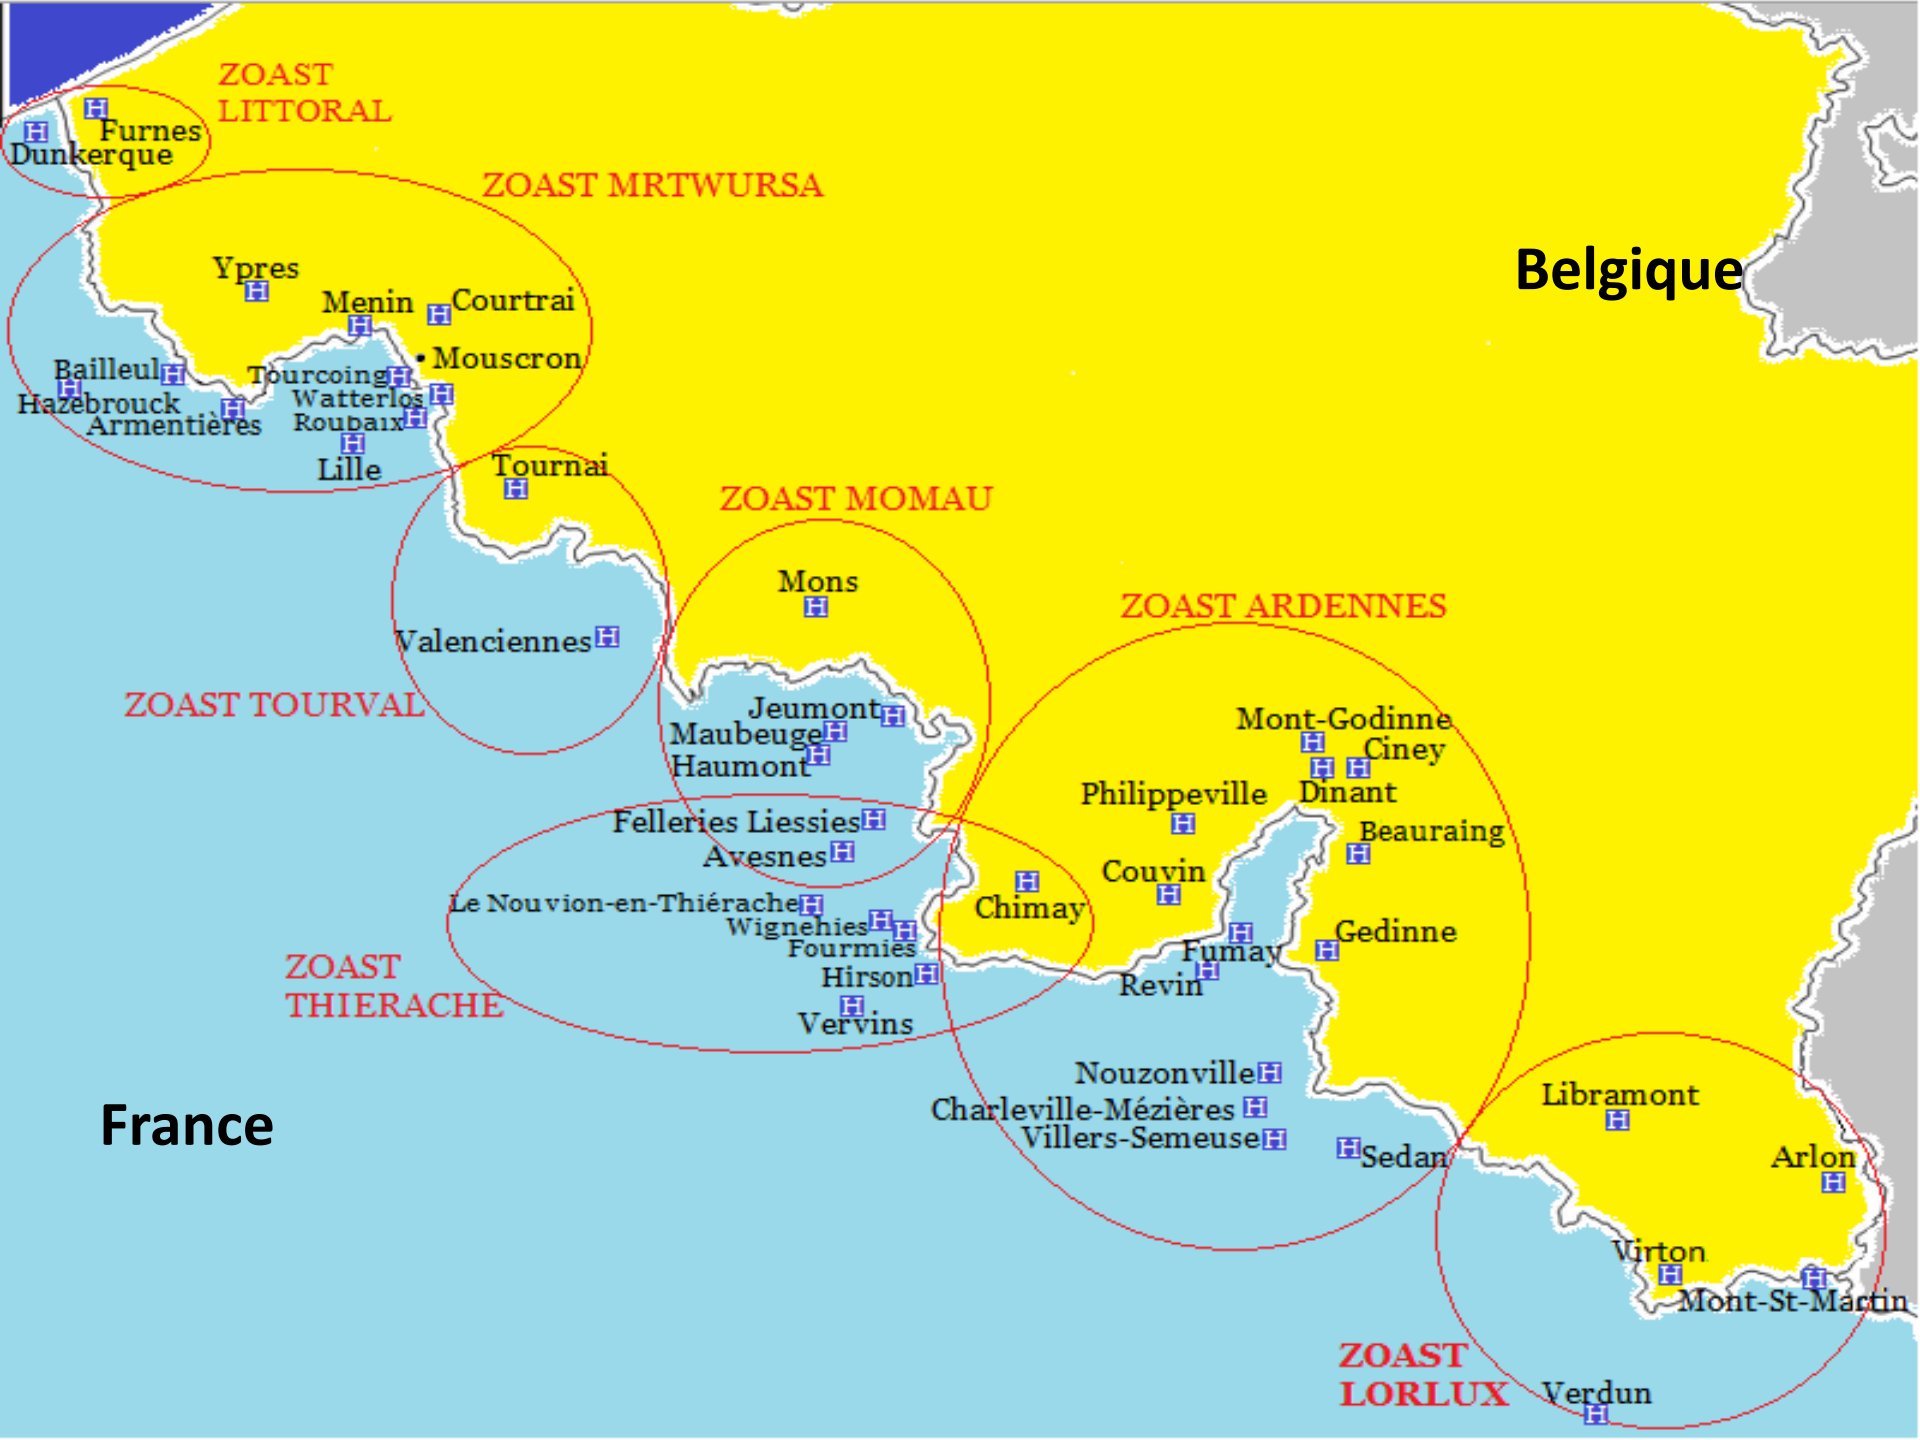 ZOAST
LITTORAL
H
Furnes
H
Dunkerque
ZOAST MRTWURSA
Ypres
H
Menin
H
H Courtrai
Mouscron
Bailleul H
H
Hazebrouck
H
Armentières
Tourcoing H
Watterlos H
Roubaix H
H
Lille
Tournai
H
Valenciennes H
ZOAST TOURVAL
ZOAST MOMAU
Mons
H
Jeumont H
Maubeuge H
Haumont H
Felleries Liessies H
Avesnes H
Le Nouvion-en-Thiérache H
Wignehies H
H
Fourmies
Hirson H
H
Vervins
ZOAST
THIERACHE
H
Chimay
ZOAST ARDENNES
Mont-Godinne
H
Ciney
H H
Dinant
Philippeville
H
Beauraing
H
Couvin
H
H
Fumay
H
Revin
Gedinne
H
Nouzonville H
Charleville-Mézières H
Villers-Semeuse H
H Sedan
Belgique
France
Libramont
H
Arlon
H
Virton
H
H
Mont-St-Martin
ZOAST
LORLUX
Verdun
H